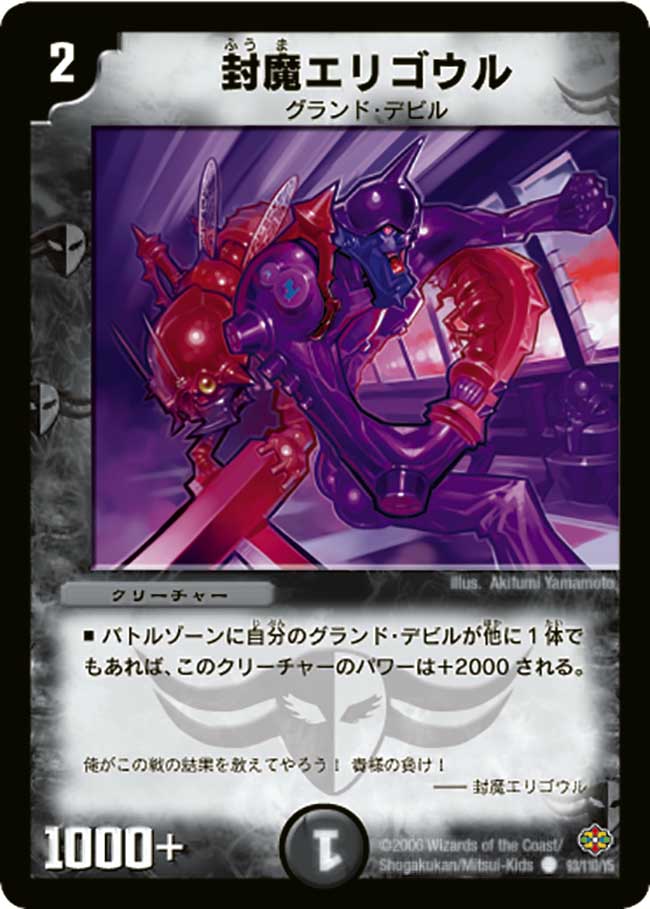 2
ふうま
封魔エリゴウル
グランド・デビル
illus. Akifumi Yamamoto
クリーチャー
■ バトルゾーンに自分のグランド・デビルが他に1体で
もあれば、このクリーチャーのパワーは+2000 される。
俺がこの戦の結果を教えてやろう! 貴様の負け!
── 封魔エリゴウル
1000+
1
©2006 Wizards of the Coast/
Shogakukan/Mitsui-Kids
93/110/Y5